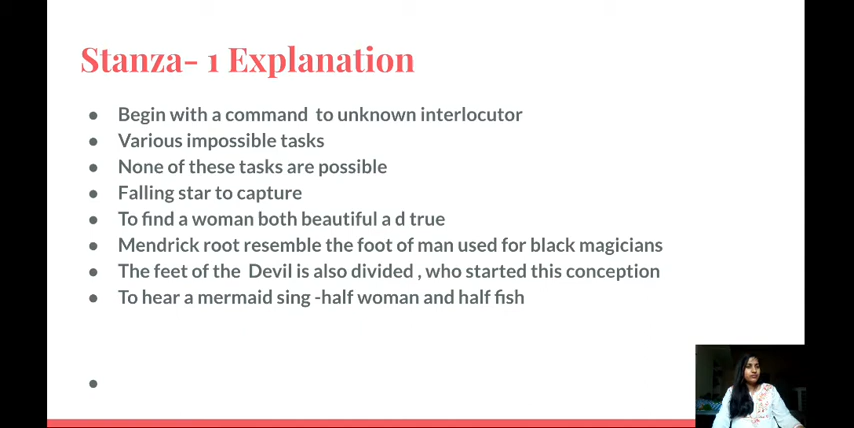 Stanza- 1 Explanation
● Begin with a command to unknown interlocutor
● Various impossible tasks
● None of these tasks are possible
● Falling star to capture
● To find a woman both beautiful a d true
● Mendrick root resemble the foot of man used for black magicians
● The feet of the Devil is also divided , who started this conception
● To hear a mermaid sing -half woman and half fish
●